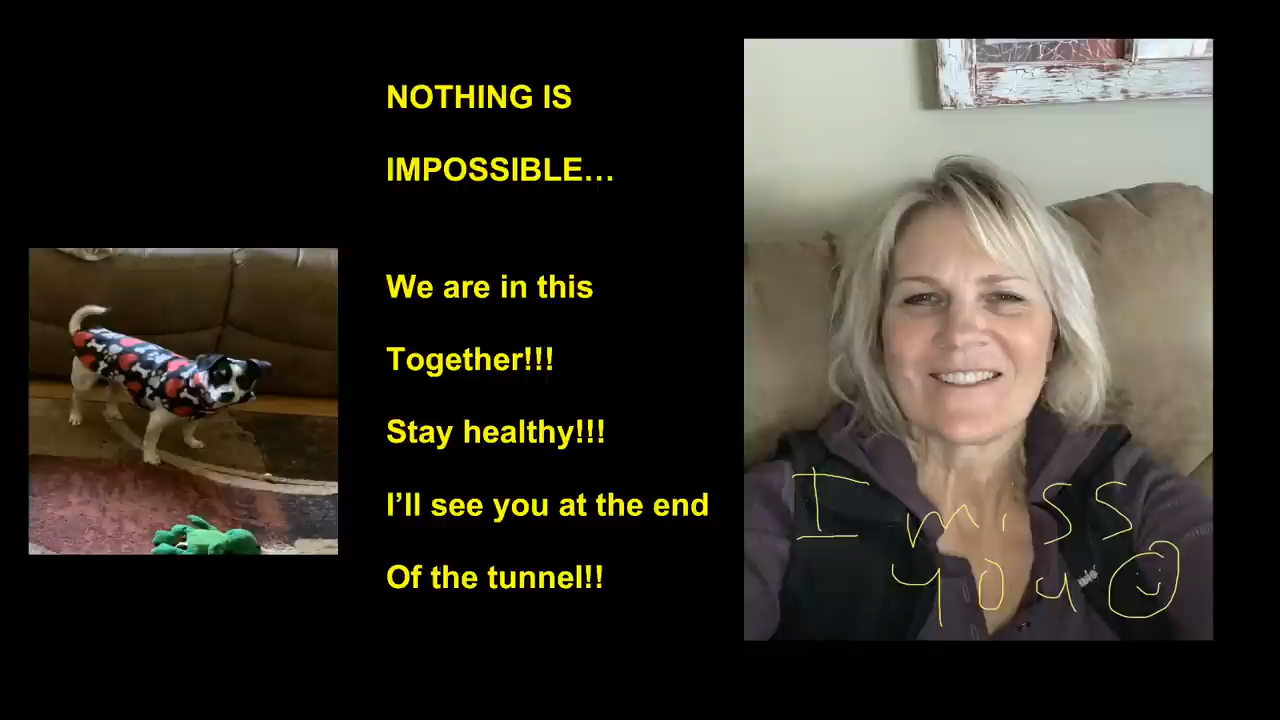 NOTHING IS
IMPOSSIBLE…
We are in this
Together!!!
Stay healthy!!!
I’ll see you at the end
Of the tunnel!!
I miss
you